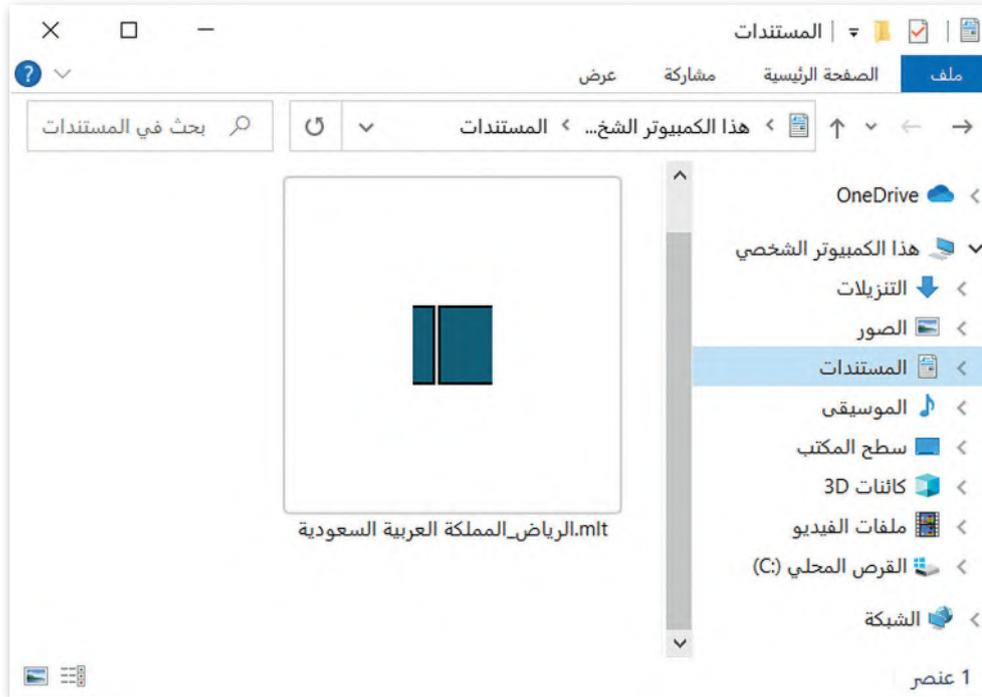 المستندات
ملف
الصفحة الرئيسية
مشاركة
عرض
?
هذا الكمبيوتر الشخ... › المستندات
بحث في المستندات
OneDrive
هذا الكمبيوتر الشخصي
التنزيلات
الصور
المستندات
الموسيقى
سطح المكتب
كائنات 3D
ملفات الفيديو
القرص المحلي (C:)
الشبكة
الرياض_المملكة العربية السعودية.mlt
1 عنصر